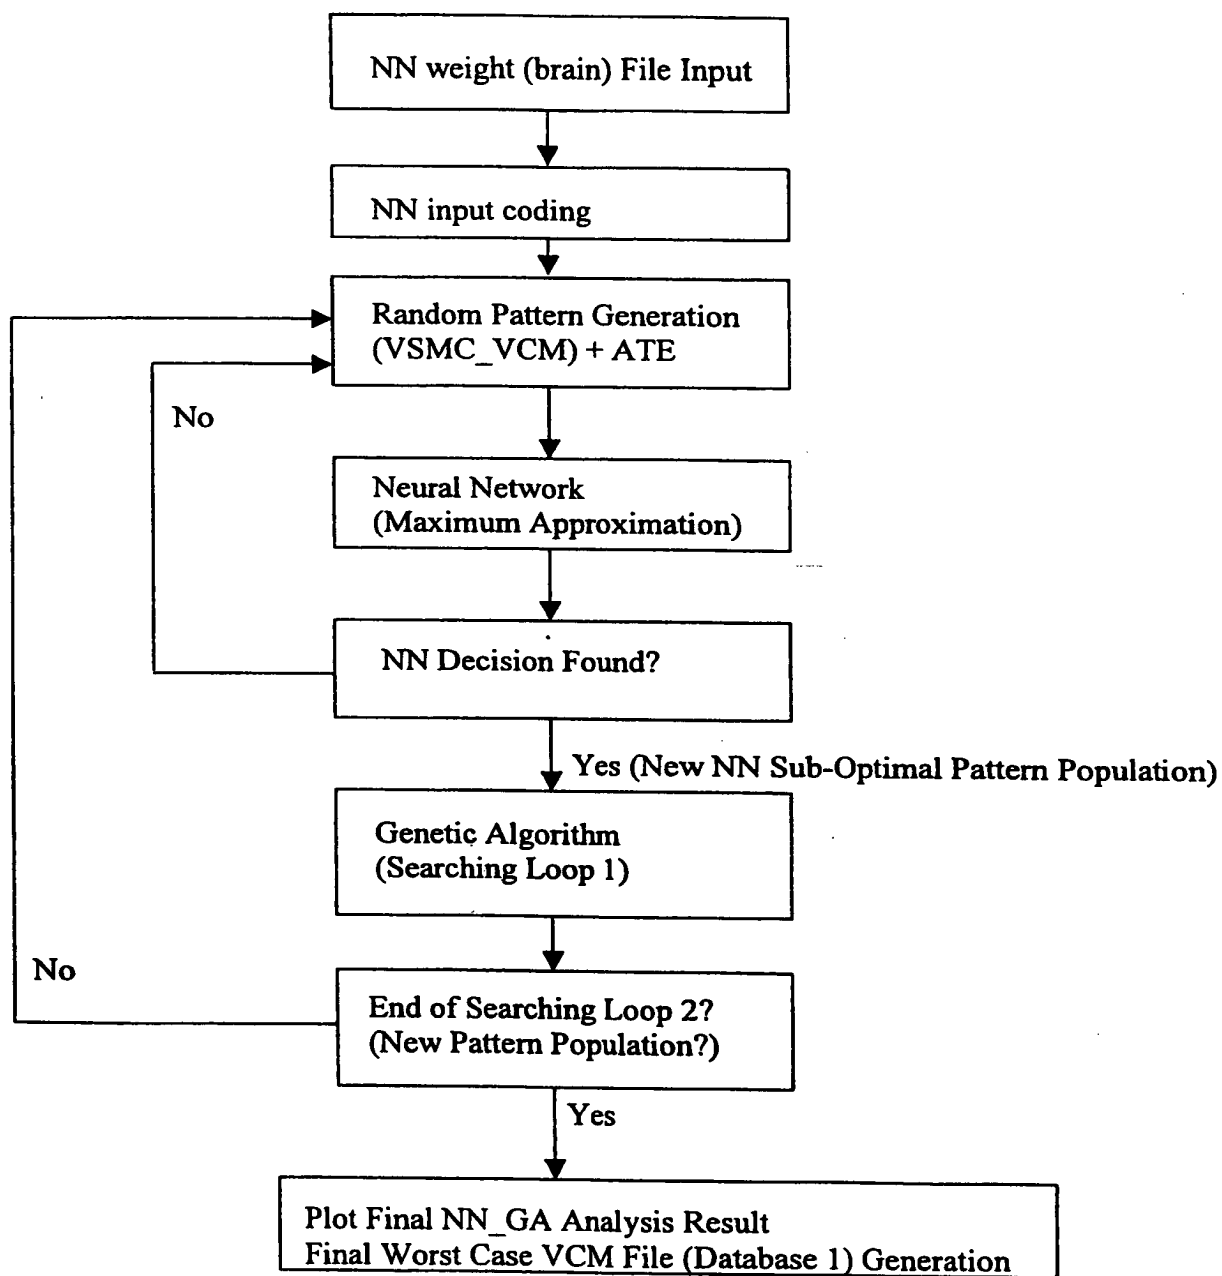 NN weight (brain) File Input
NN input coding
Random Pattern Generation
(VSMC_VCM) + ATE
No
Neural Network
(Maximum Approximation)
NN Decision Found?
Yes (New NN Sub-Optimal Pattern Population)
Genetic Algorithm
(Searching Loop 1)
No
End of Searching Loop 2?
(New Pattern Population?)
Yes
Plot Final NN_GA Analysis Result
Final Worst Case VCM File (Database 1) Generation